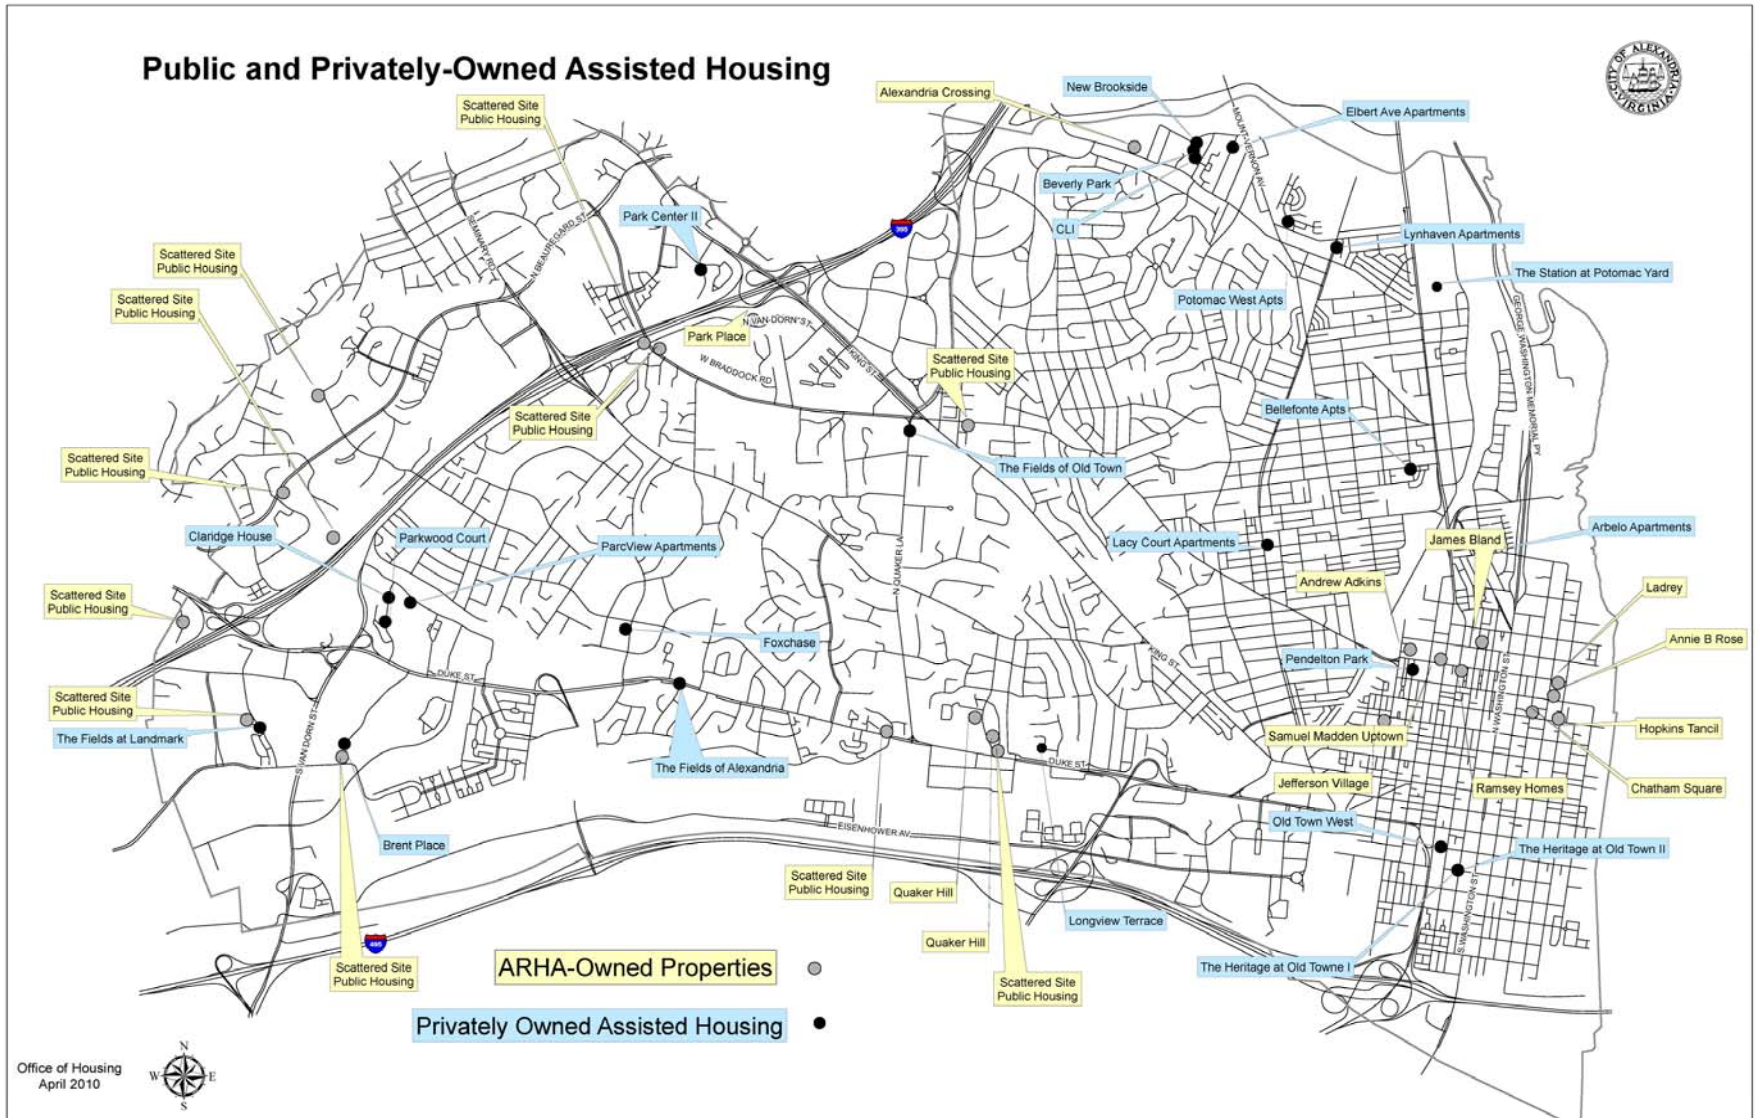 Public and Privately-Owned Assisted Housing
CITY OF ALEXANDRIA
VIRGINIA
Scattered Site
Public Housing
Alexandria Crossing
New Brookside
Elbert Ave Apartments
MOUNT VERNON AV
Beverly Park
CLI
Park Center II
395
Lynhaven Apartments
The Station at Potomac Yard
SEMINARY RD
N BEAUREGARD ST
Scattered Site
Public Housing
Scattered Site
Public Housing
Potomac West Apts
GEORGE WASHINGTON MEMORIAL PY
Park Place
N VAN DORN ST
KING ST
W BRADDOCK RD
Scattered Site
Public Housing
Scattered Site
Public Housing
Bellefonte Apts
The Fields of Old Town
Scattered Site
Public Housing
Claridge House
Parkwood Court
ParcView Apartments
N QUAKER LA
Lacy Court Apartments
James Bland
Arbelo Apartments
Andrew Adkins
Ladrey
Scattered Site
Public Housing
Foxchase
KING ST
Pendelton Park
Annie B Rose
DUKE ST
N WASHINGTON ST
Scattered Site
Public Housing
The Fields at Landmark
S VAN DORN ST
The Fields of Alexandria
DUKE ST
Samuel Madden Uptown
Hopkins Tancil
Jefferson Village
Ramsey Homes
Chatham Square
Brent Place
EISENHOWER AV
Old Town West
The Heritage at Old Town II
Scattered Site
Public Housing
Quaker Hill
Longview Terrace
S WASHINGTON ST
Quaker Hill
495
Scattered Site
Public Housing
Scattered Site
Public Housing
The Heritage at Old Towne I
ARHA-Owned Properties
Privately Owned Assisted Housing
Office of Housing
April 2010
N
W
E
S